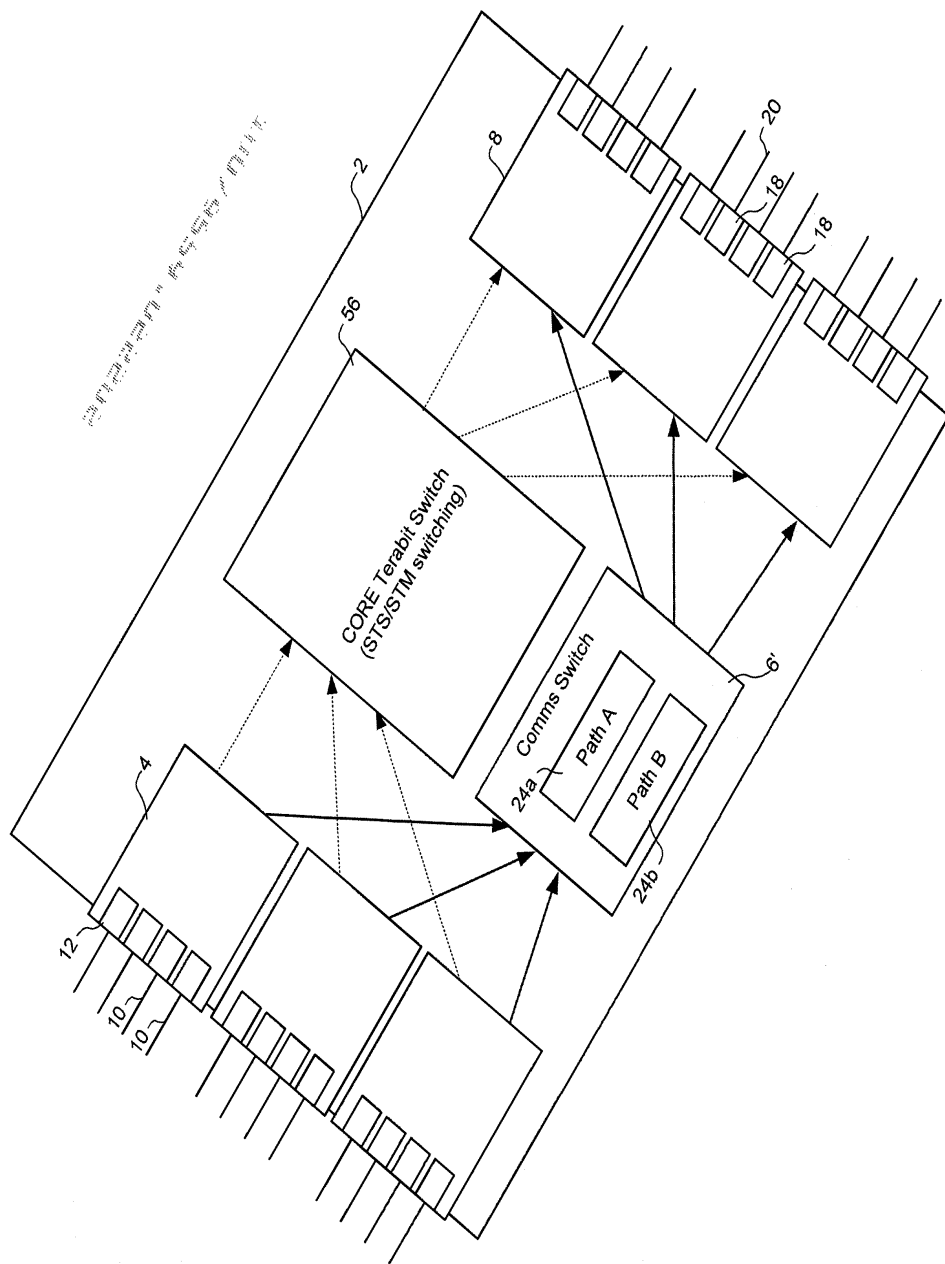 2
8
20
18
18
56
CORE Terabit Switch
(STS/STM switching)
4
12
10
10
Comms Switch
24a
Path A
Path B
24b
6'